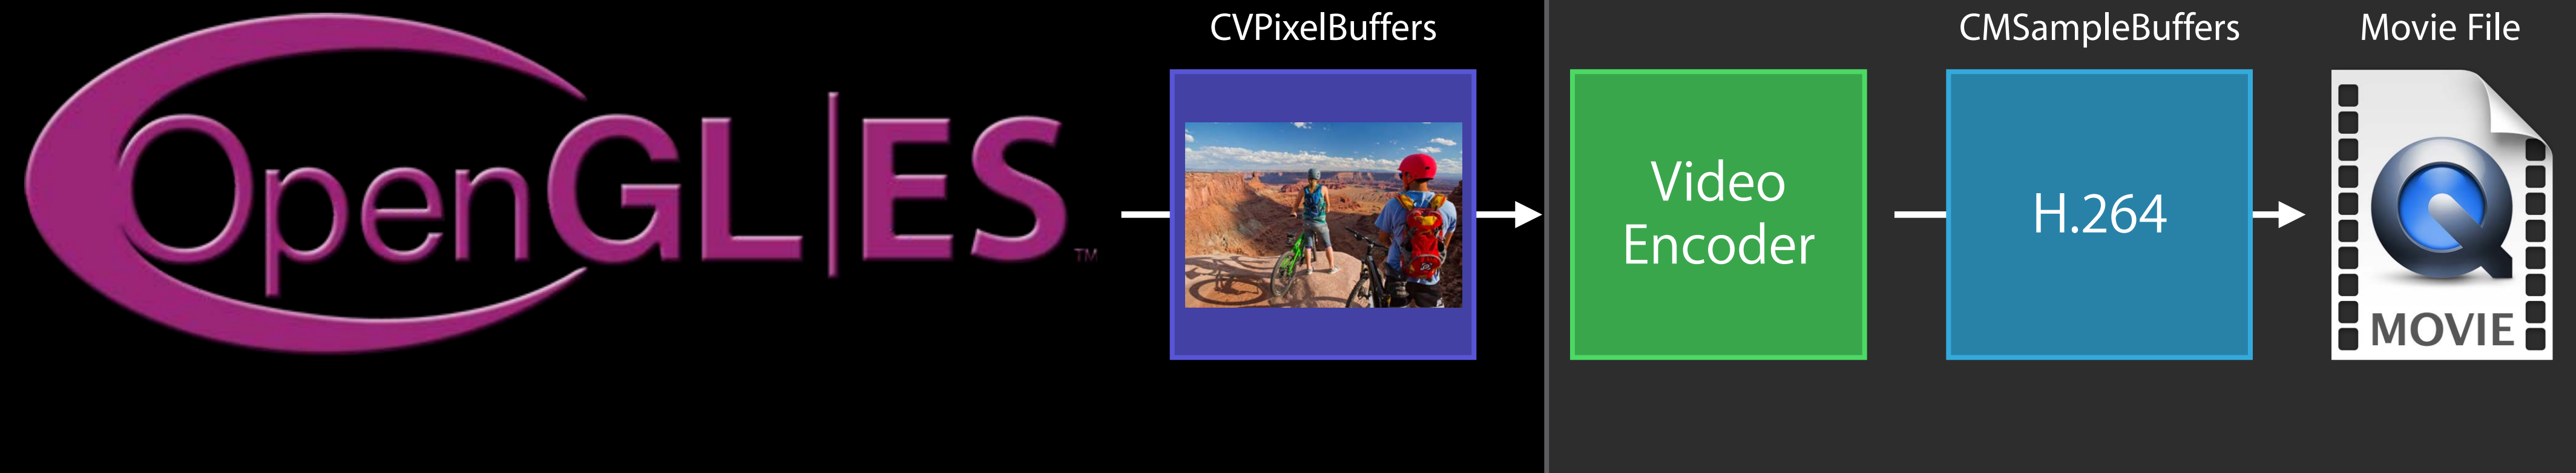 CVPixelBuffers
CMSampleBuffers
Movie File
OpenGL|ES™
Video
Encoder
H.264
MOVIE